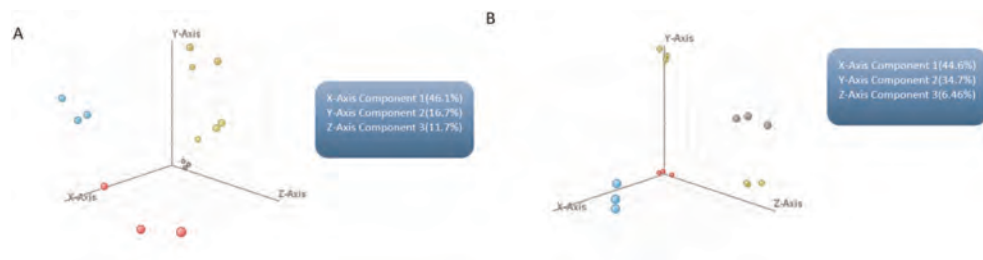 A
Y-Axis
X-Axis
Z-Axis
X-Axis Component 1(46.1%)
Y-Axis Component 2(16.7%)
Z-Axis Component 3(11.7%)
B
Y-Axis
X-Axis
Z-Axis
X-Axis Component 1(44.6%)
Y-Axis Component 2(34.7%)
Z-Axis Component 3(6.46%)